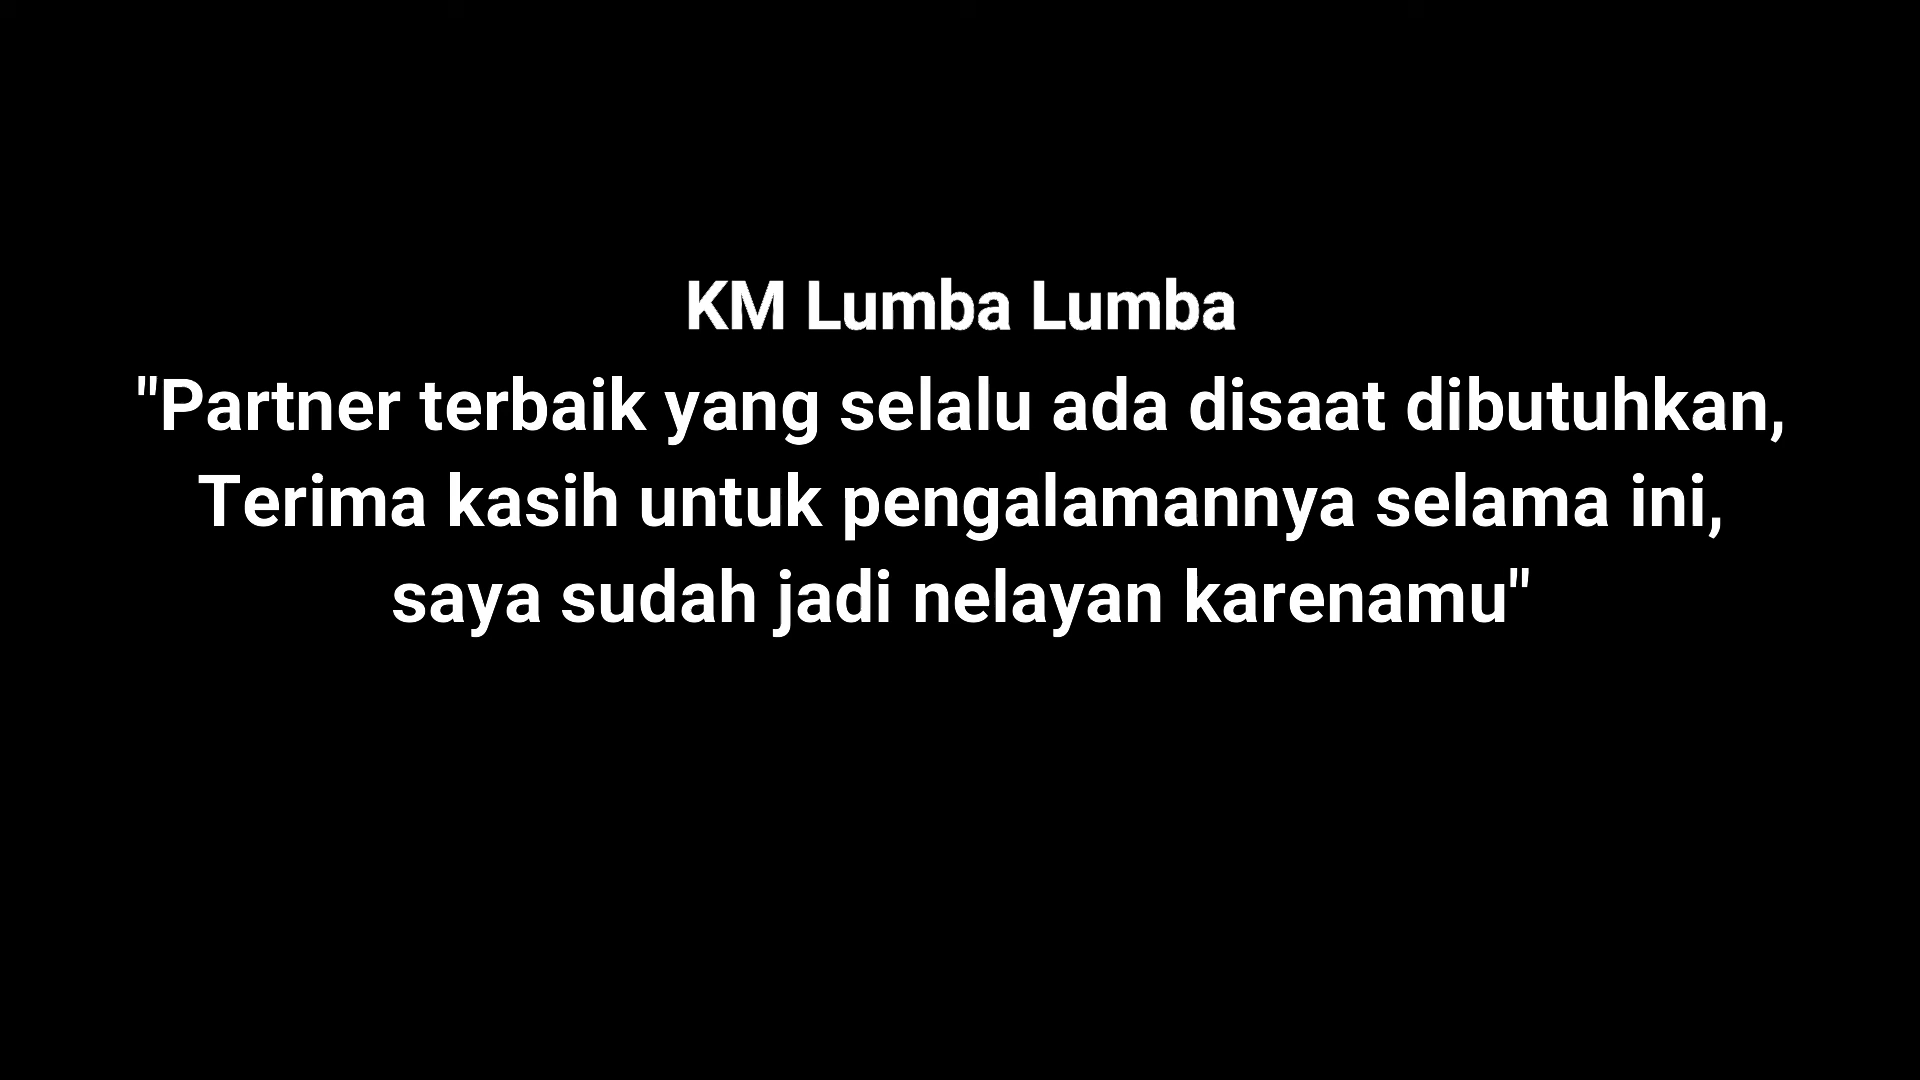 KM Lumba Lumba
"Partner terbaik yang selalu ada disaat dibutuhkan,
Terima kasih untuk pengalamannya selama ini,
saya sudah jadi nelayan karenamu"